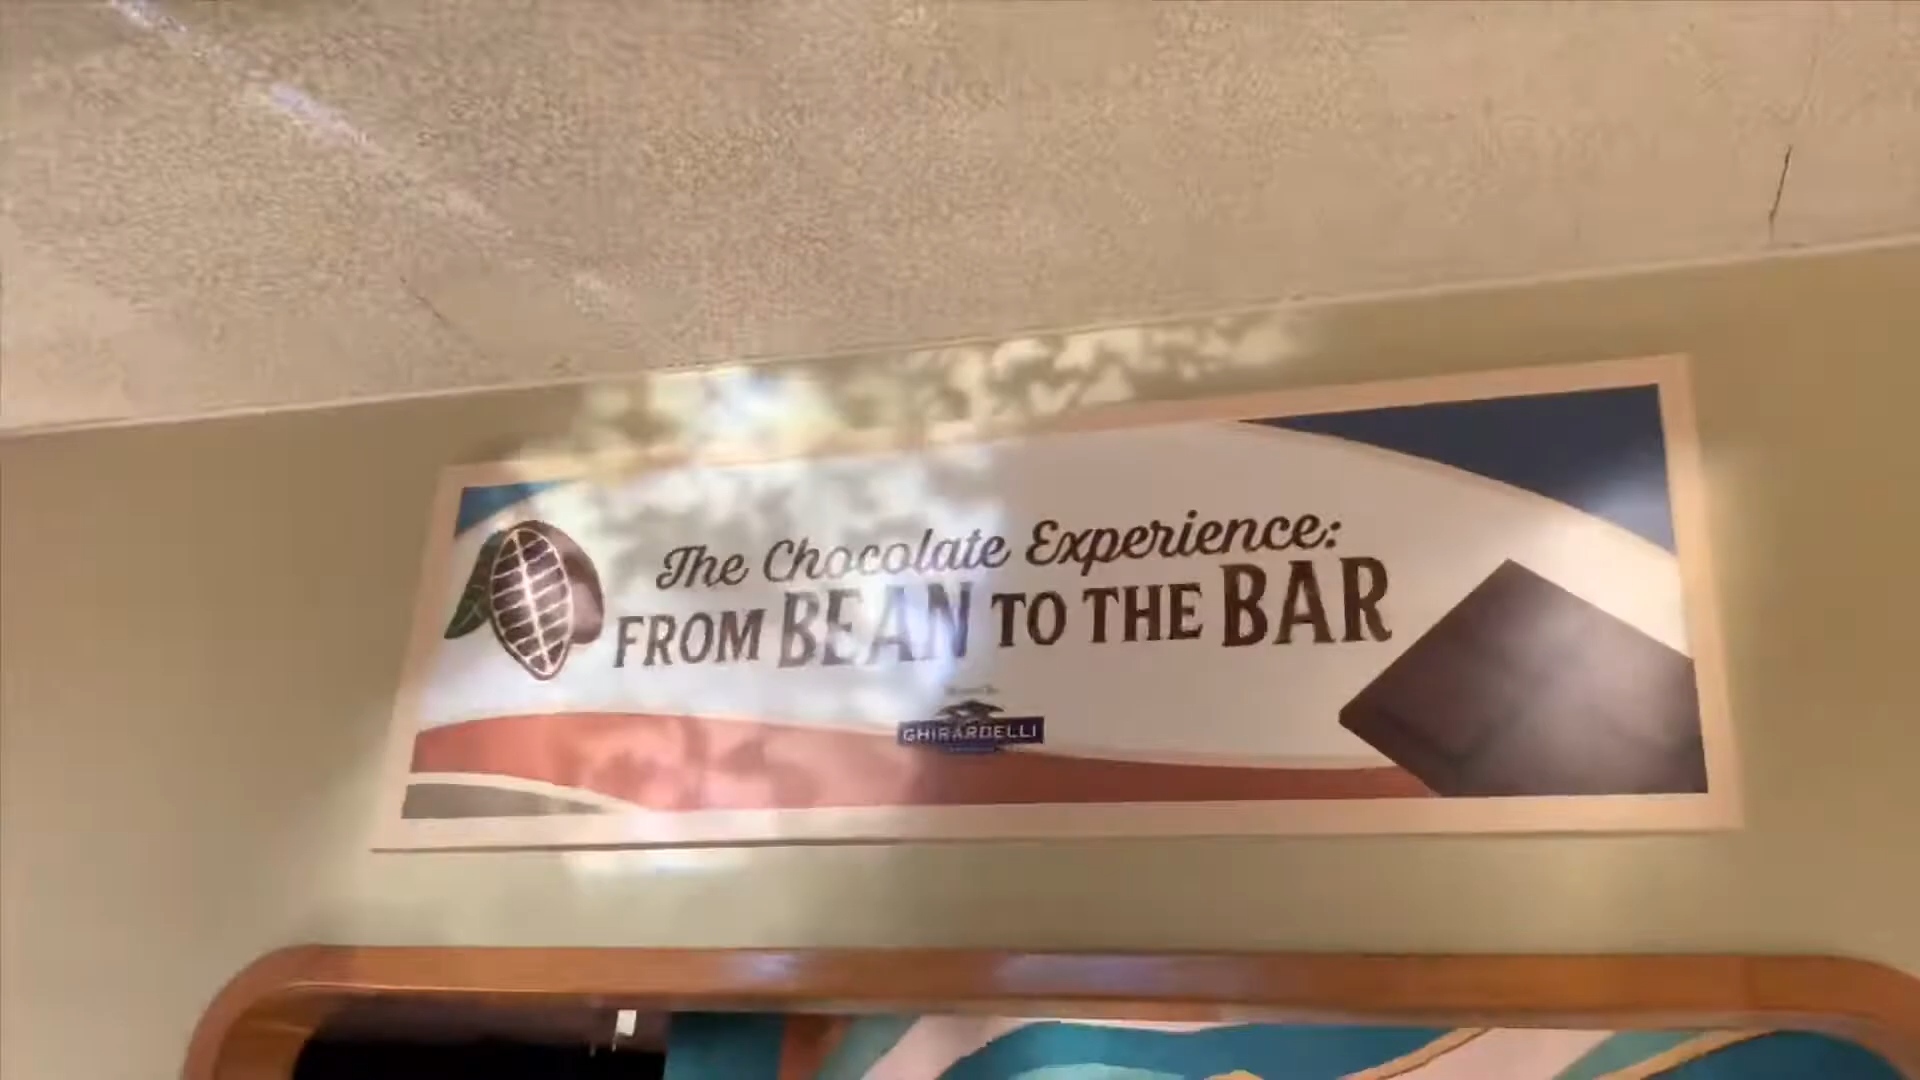 The Chocolate Experience:
FROM BEAN TO THE BAR
GHIRARDELLI